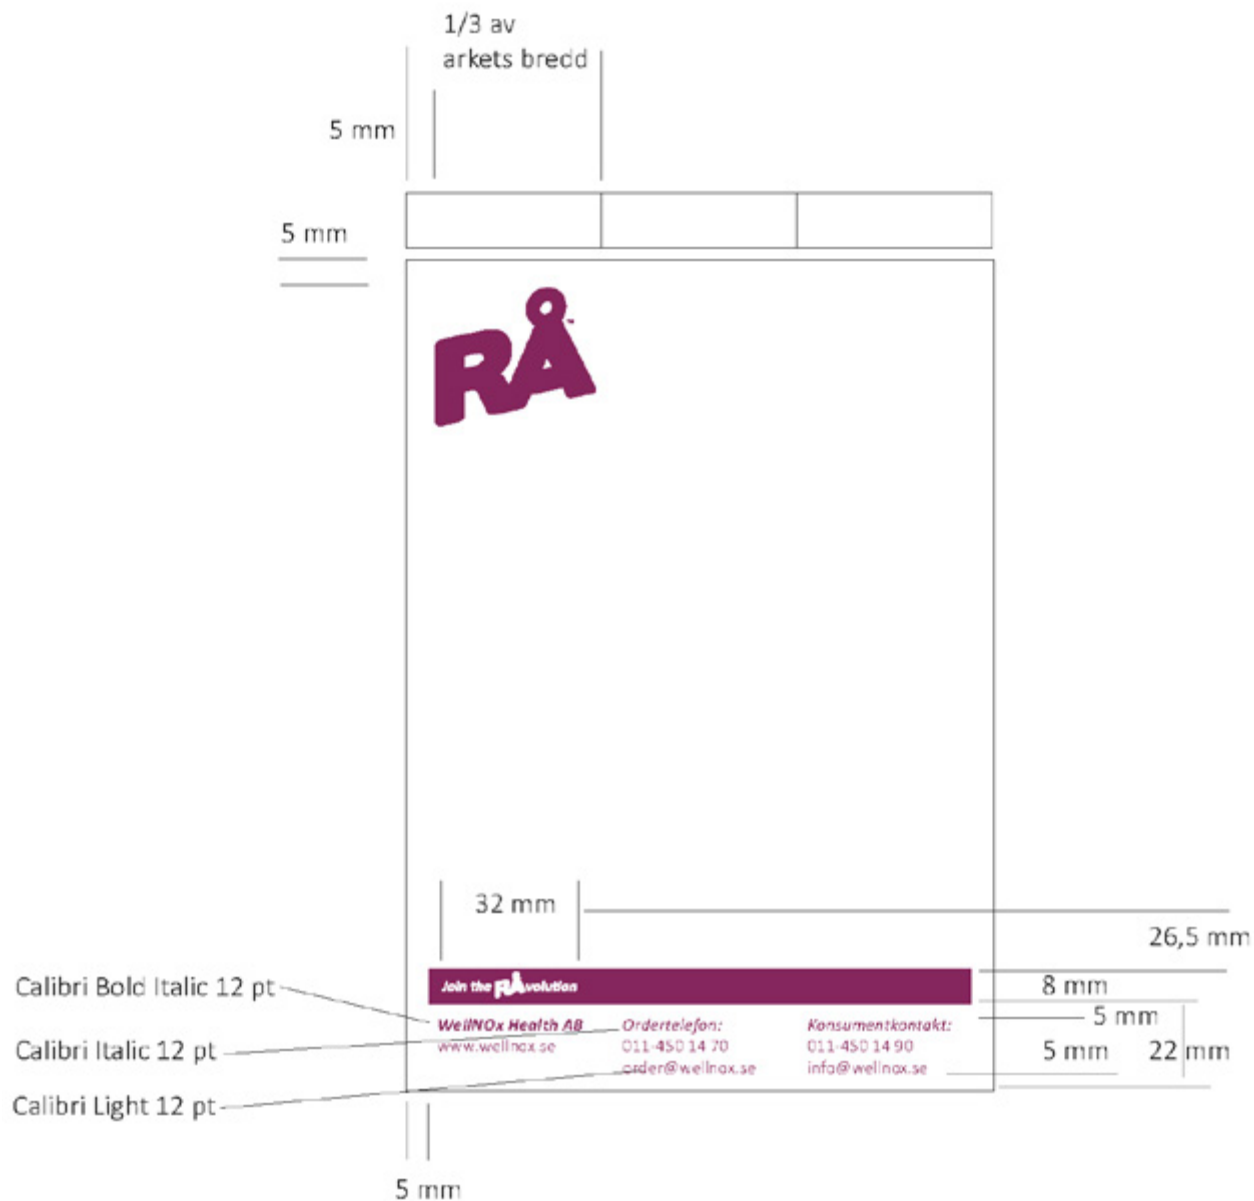 1/3 av
arkets bredd
5 mm
5 mm
RÅ™
32 mm
26,5 mm
Join the RÅvolution
8 mm
Calibri Bold Italic 12 pt
5 mm
WellNOx Health AB Ordertelefon: Konsumentkontakt:
Calibri Italic 12 pt
www.wellnox.se 011-450 14 70 011-450 14 90
5 mm 22 mm
order@wellnox.se info@wellnox.se
Calibri Light 12 pt
5 mm